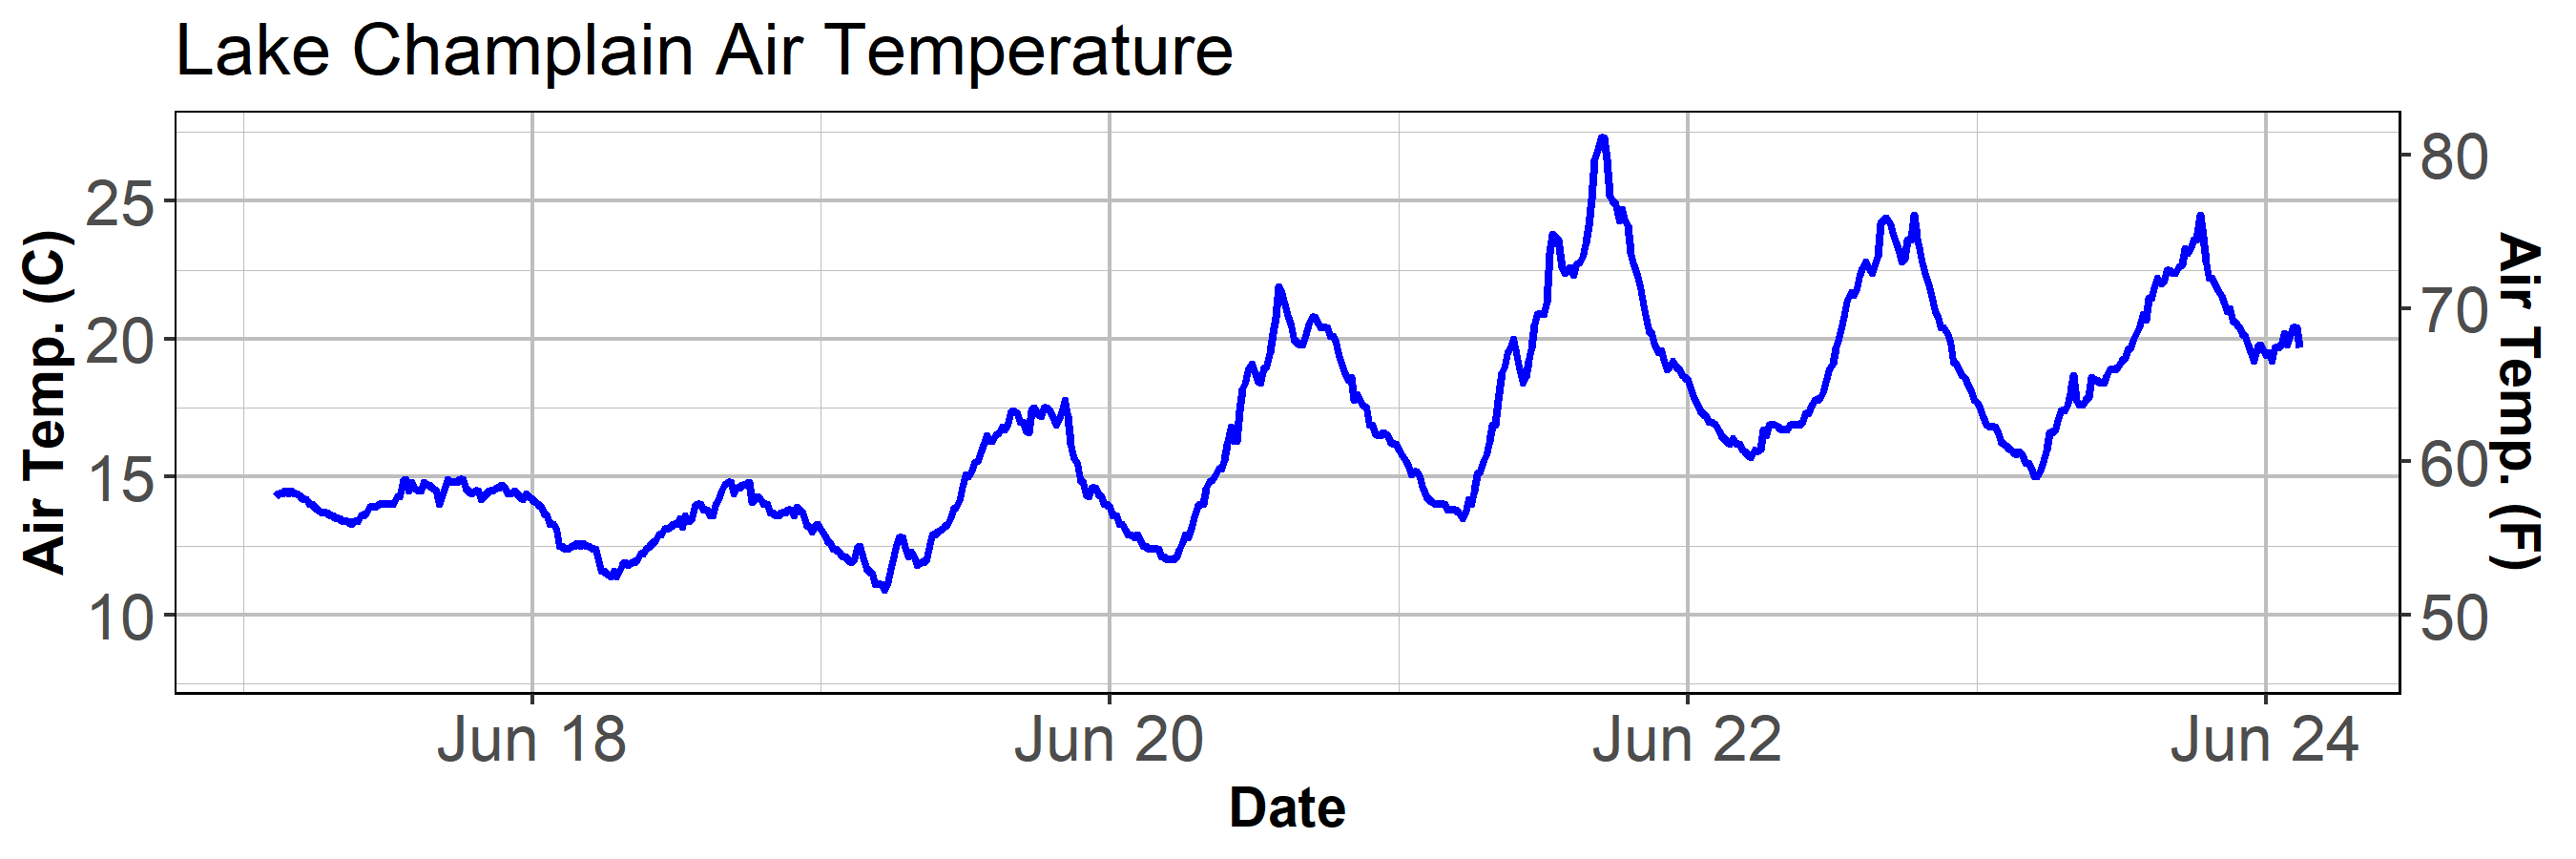 Lake Champlain Air Temperature
Air Temp. (C)
25
20
15
10
80
70
60
50
Air Temp. (F)
Jun 18
Jun 20
Jun 22
Jun 24
Date